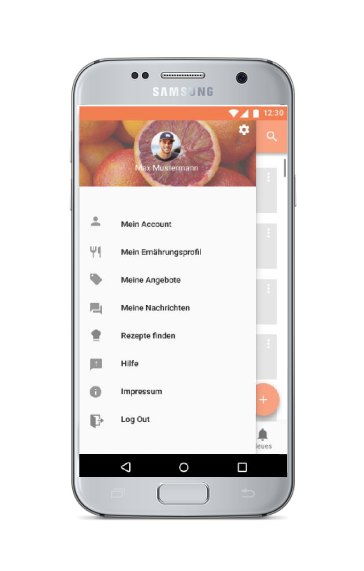 SAMSUNG
12:30
Max Mustermann
Mein Account
Mein Ernährungsprofil
Meine Angebote
Meine Nachrichten
Rezepte finden
Hilfe
Impressum
Log Out
eues